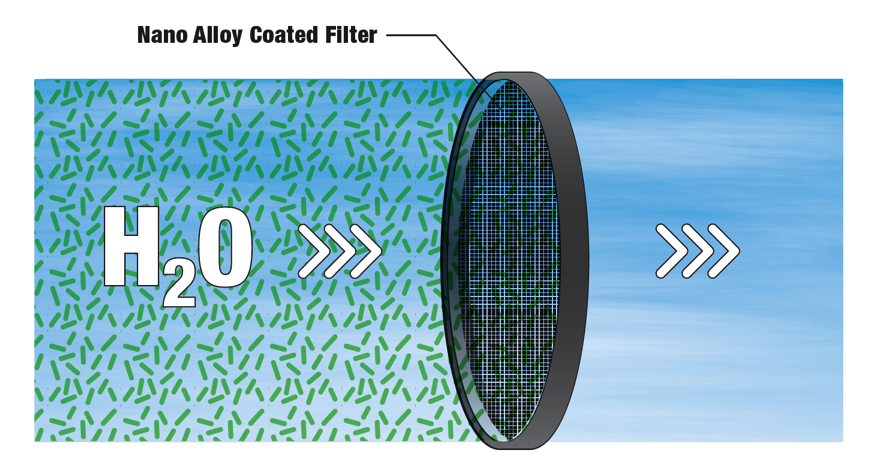 Nano Alloy Coated Filter
H₂O